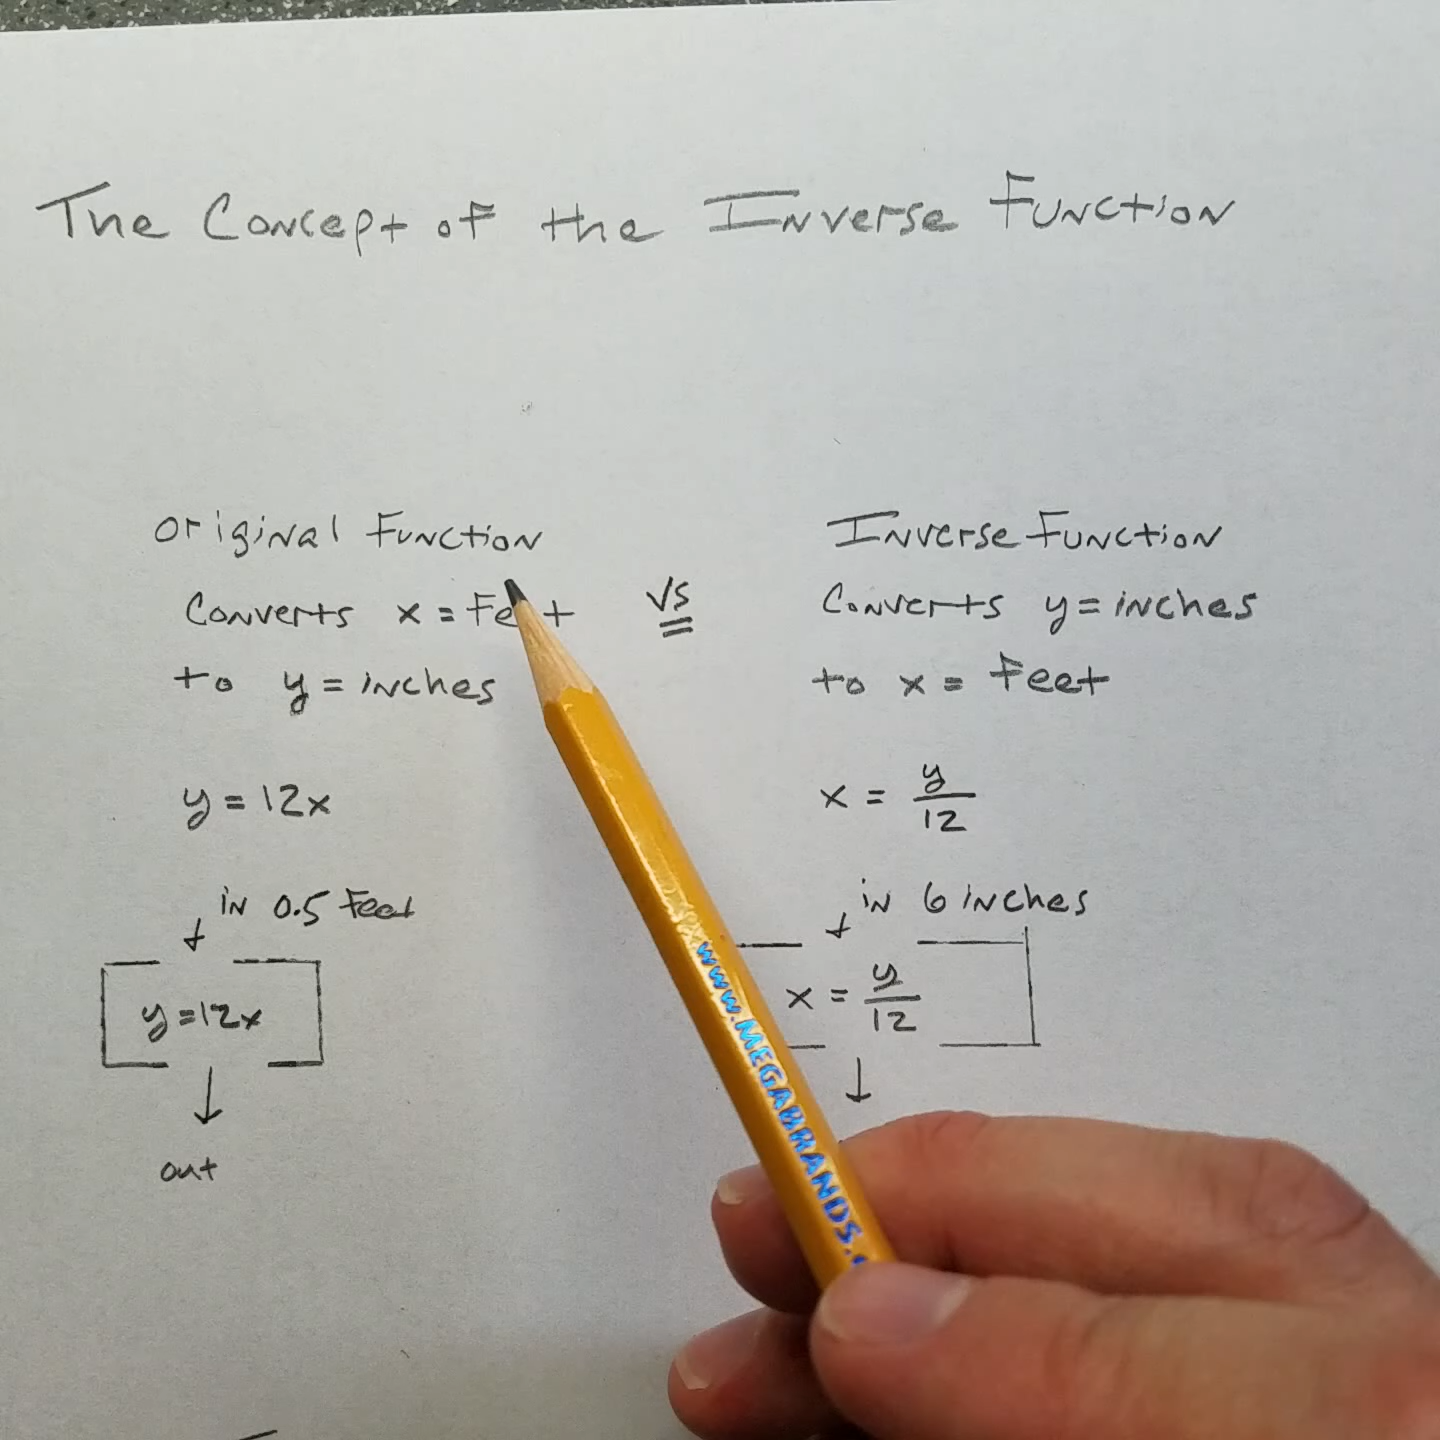 The Concept of the Inverse Function
Original Function
Converts x = Feet
to y = inches
y = 12x
in 0.5 Feet
y = 12x
out
vs
Inverse Function
Converts y = inches
to x = Feet
x = y/12
in 6 inches
x = y/12
www.MEGABRANDS.c